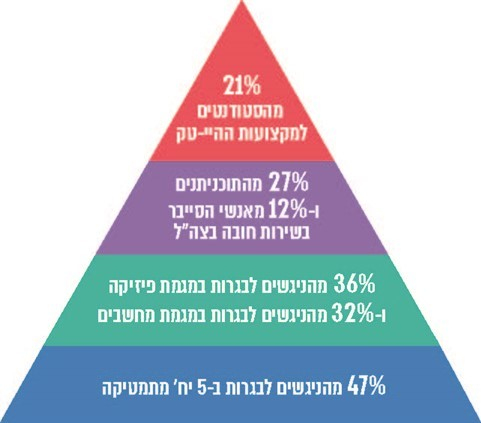 21%
מהסטודנטים
למקצועות ההיי-טק
27% מהתוכניתנים
ו-12% מאנשי הסייבר
בשירות חובה בצה"ל
36% מהניגשים לבגרות במגמת פיזיקה
ו-32% מהניגשים לבגרות במגמת מחשבים
47% מהניגשים לבגרות ב-5 יח' מתמטיקה